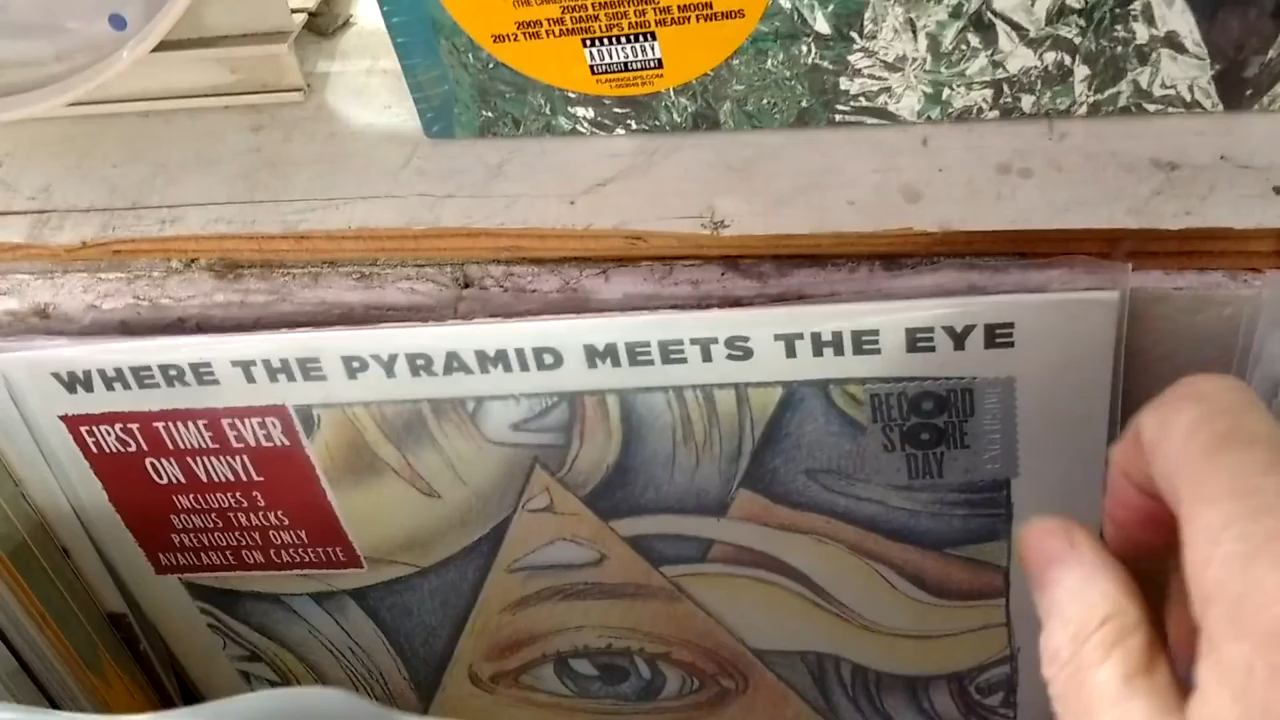 2009 EMBRYONIC
2009 THE DARK SIDE OF THE MOON
2012 THE FLAMING LIPS AND HEADY FWENDS
PARENTAL
ADVISORY
EXPLICIT CONTENT
FLAMINGLIPS.COM
WHERE THE PYRAMID MEETS THE EYE
FIRST TIME EVER
ON VINYL
INCLUDES 3
BONUS TRACKS
PREVIOUSLY ONLY
AVAILABLE ON CASSETTE
RECORD
STORE
DAY
EXCLUSIVE